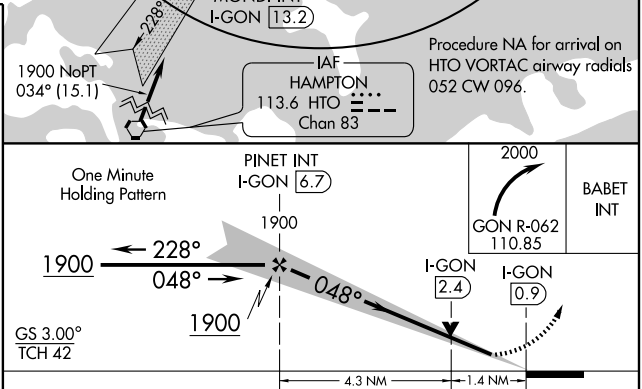 MONDI INT
I-GON 13.2
228°
1900 NoPT
034° (15.1)
IAF
HAMPTON
113.6 HTO
Chan 83
Procedure NA for arrival on
HTO VORTAC airway radials
052 CW 096.
One Minute
Holding Pattern
PINET INT
I-GON 6.7
1900
2000
GON R-062
110.85
BABET
INT
1900
228°
048°
1900
048°
I-GON
2.4
I-GON
0.9
GS 3.00°
TCH 42
4.3 NM
1.4 NM